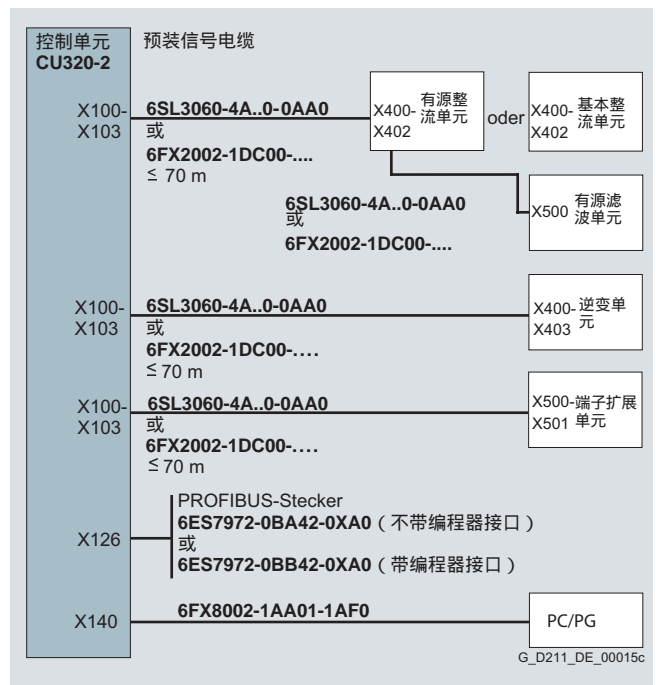 控制单元
CU320-2
预装信号电缆
X100-
X103
6SL3060-4A..0-0AA0
或
6FX2002-1DC00-....
≤ 70 m
X400-
X402
有源整
流单元
oder
X400-
X402
基本整
流单元
6SL3060-4A..0-0AA0
或
6FX2002-1DC00-....
X500
有源滤
波单元
X100-
X103
6SL3060-4A..0-0AA0
或
6FX2002-1DC00-....
≤ 70 m
X400-
X403
逆变单
元
X100-
X103
6SL3060-4A..0-0AA0
或
6FX2002-1DC00-....
≤ 70 m
X500-
X501
端子扩展
单元
X126
PROFIBUS-Stecker
6ES7972-0BA42-0XA0（不带编程器接口）
或
6ES7972-0BB42-0XA0（带编程器接口）
X140
6FX8002-1AA01-1AF0
PC/PG
G_D211_DE_00015c